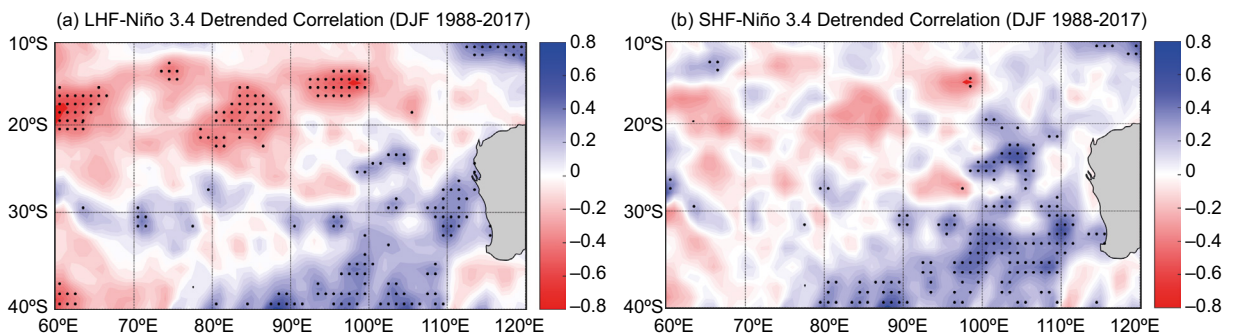 (a) LHF-Niño 3.4 Detrended Correlation (DJF 1988-2017)
10ºS
20ºS
30ºS
40ºS
60ºE 70ºE 80ºE 90ºE 100ºE 110ºE 120ºE
0.8
0.6
0.4
0.2
0
−0.2
−0.4
−0.6
−0.8
(b) SHF-Niño 3.4 Detrended Correlation (DJF 1988-2017)
10ºS
20ºS
30ºS
40ºS
60ºE 70ºE 80ºE 90ºE 100ºE 110ºE 120ºE
0.8
0.6
0.4
0.2
0
−0.2
−0.4
−0.6
−0.8